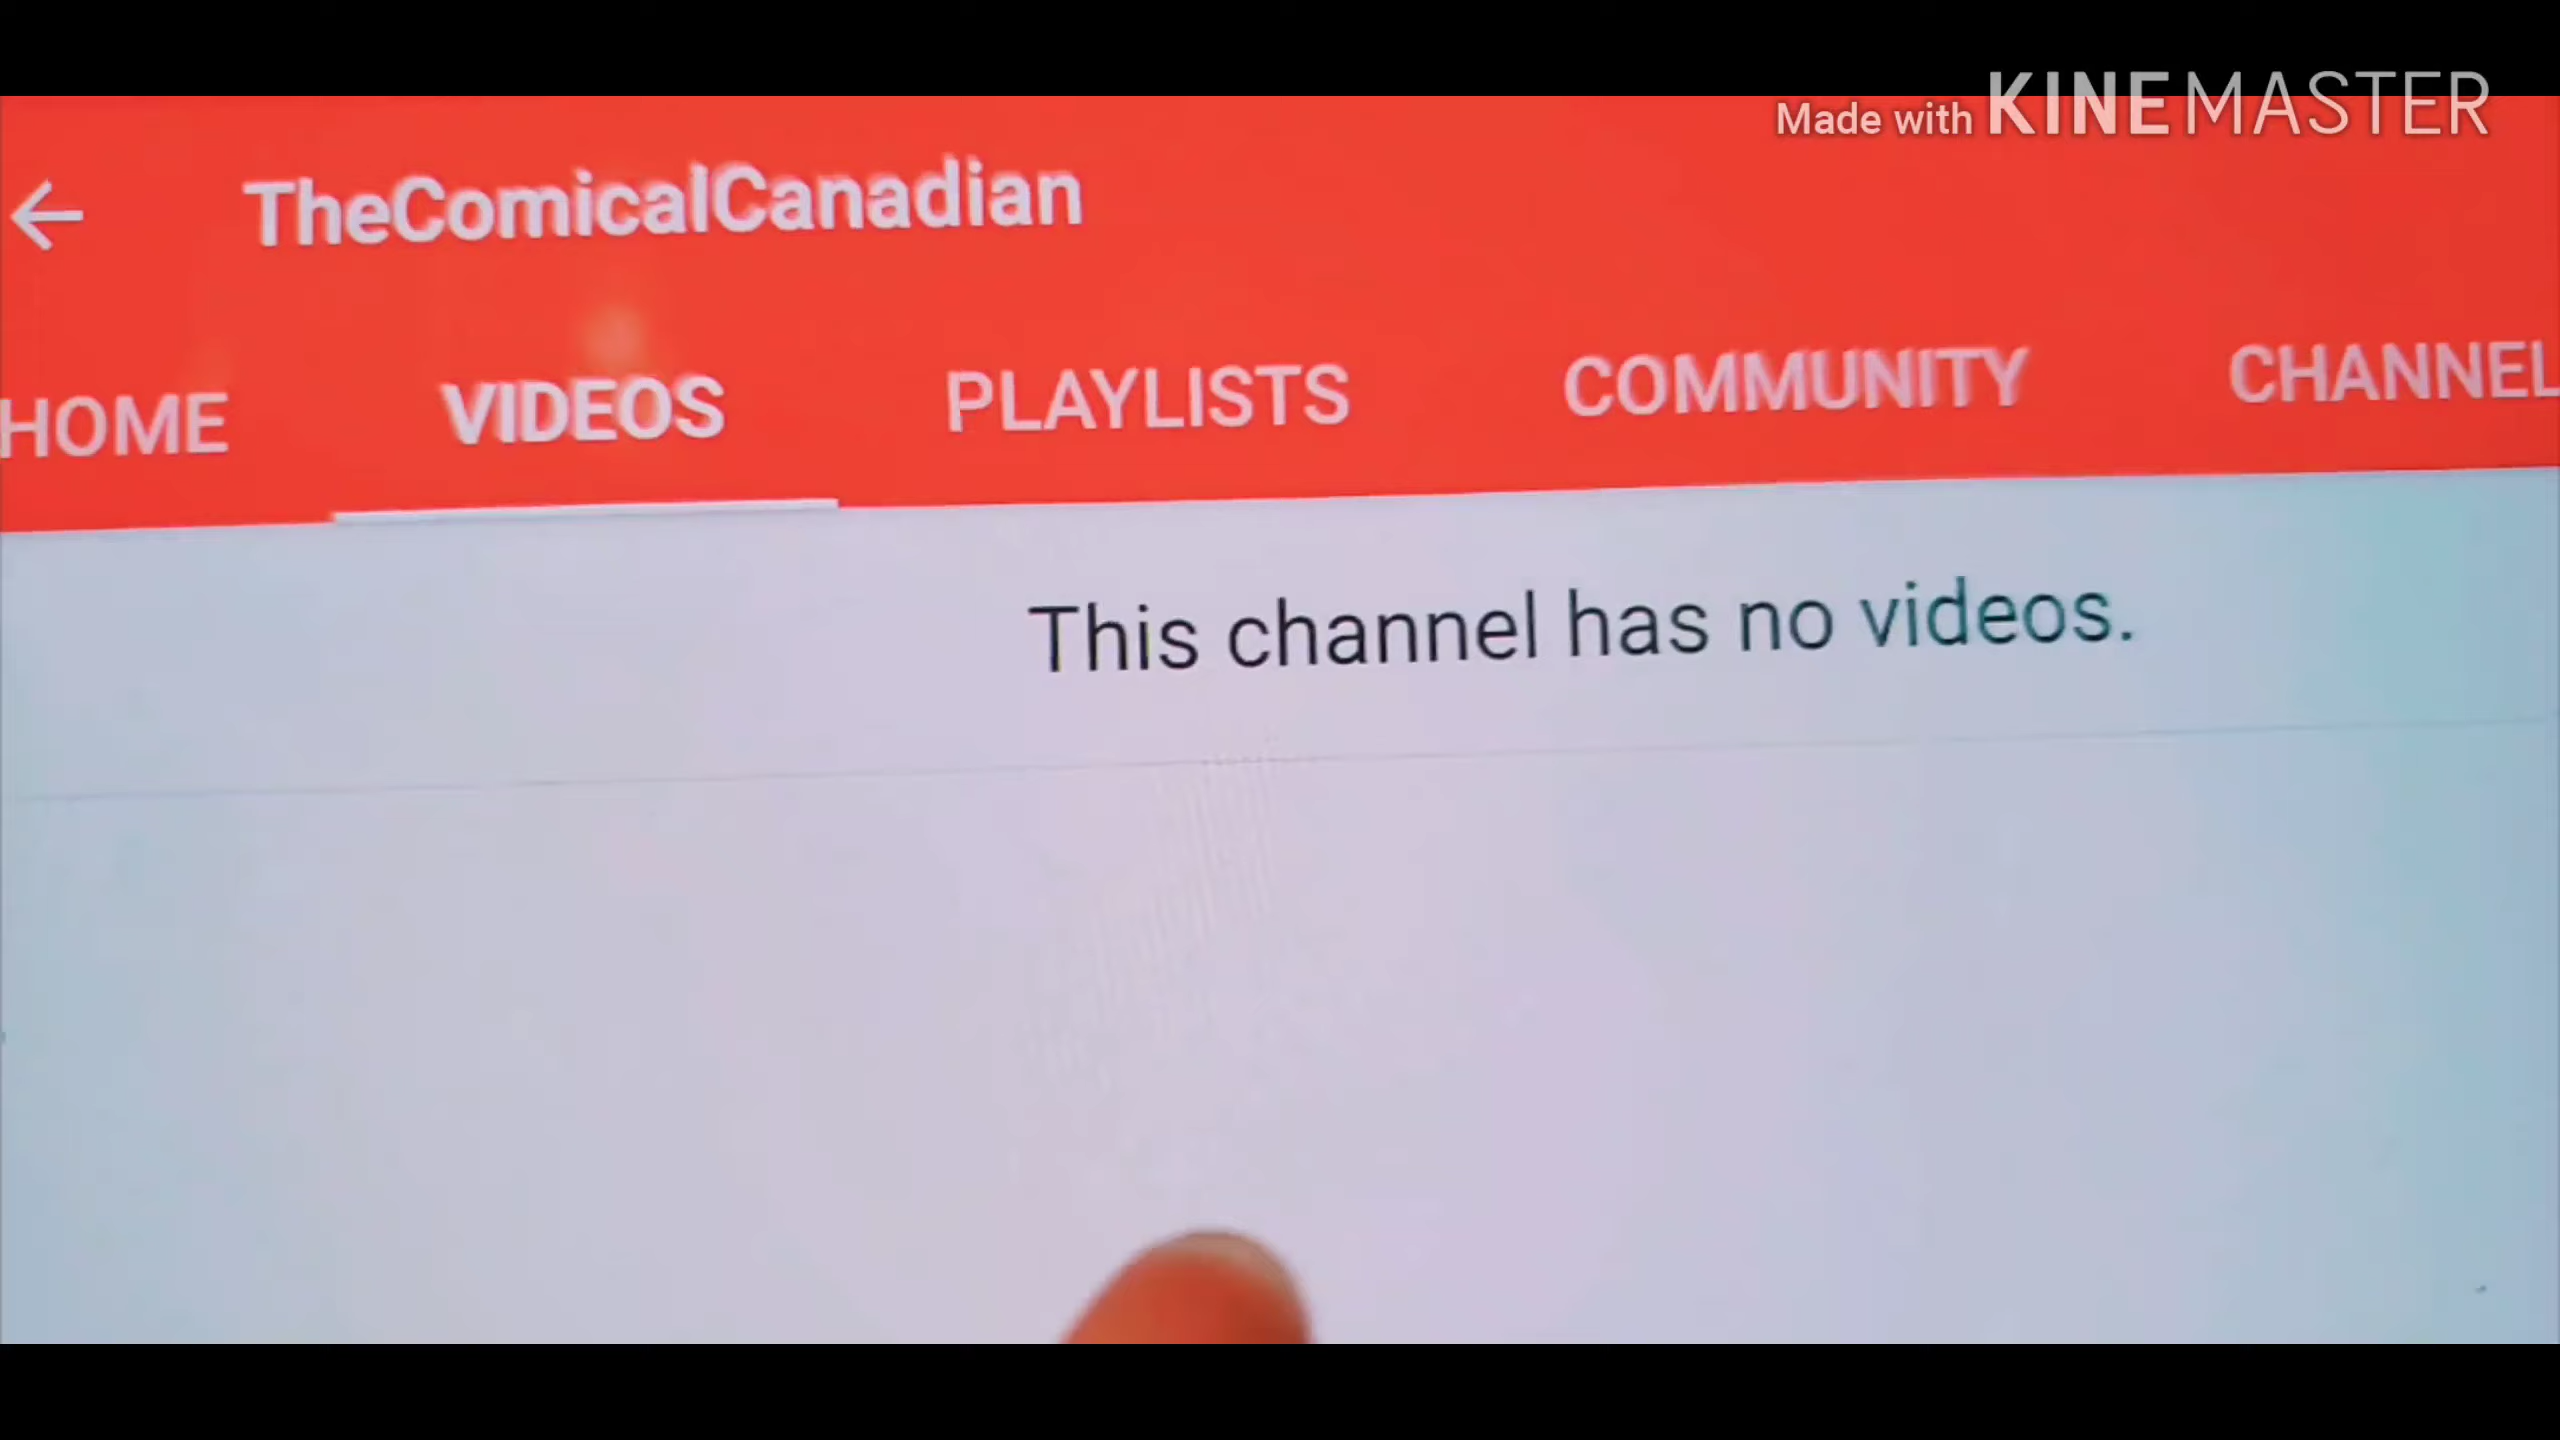 Made with KINEMASTER
TheComicalCanadian
HOME VIDEOS PLAYLISTS COMMUNITY CHANNEL
This channel has no videos.